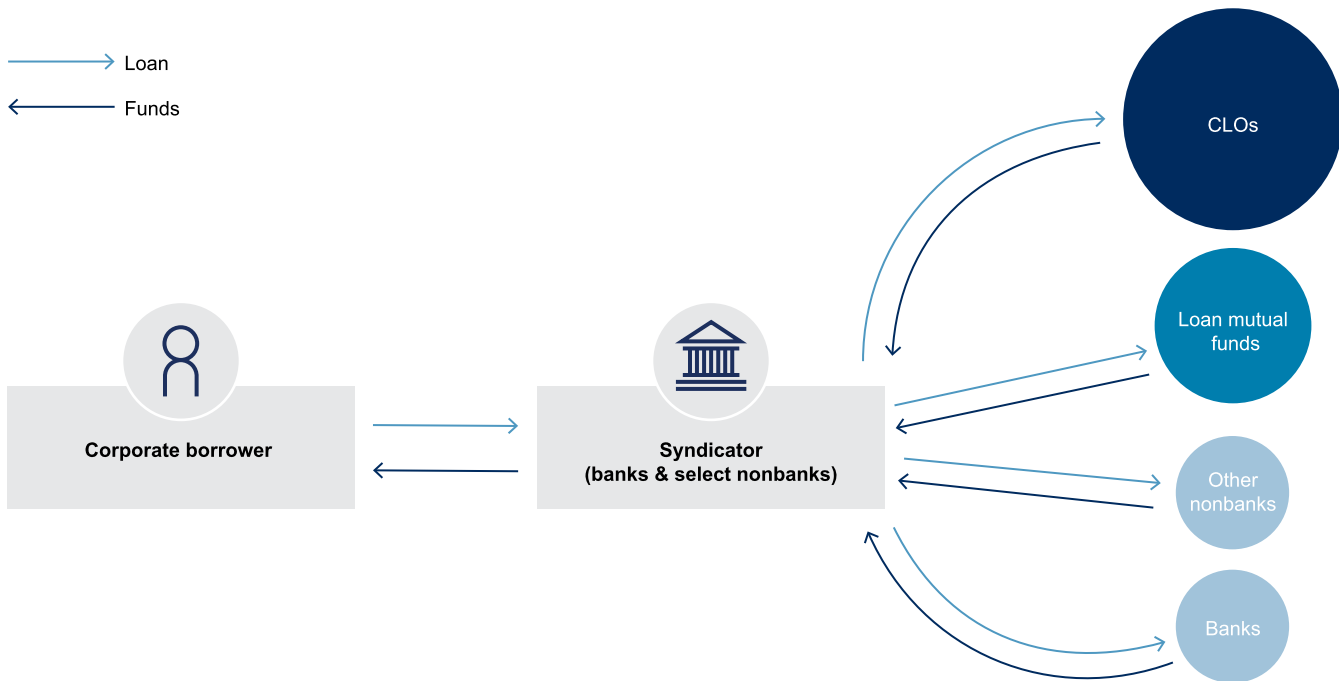 Loan
Funds
CLOs
Loan mutual
funds
Corporate borrower
Syndicator
(banks & select nonbanks)
Other
nonbanks
Banks